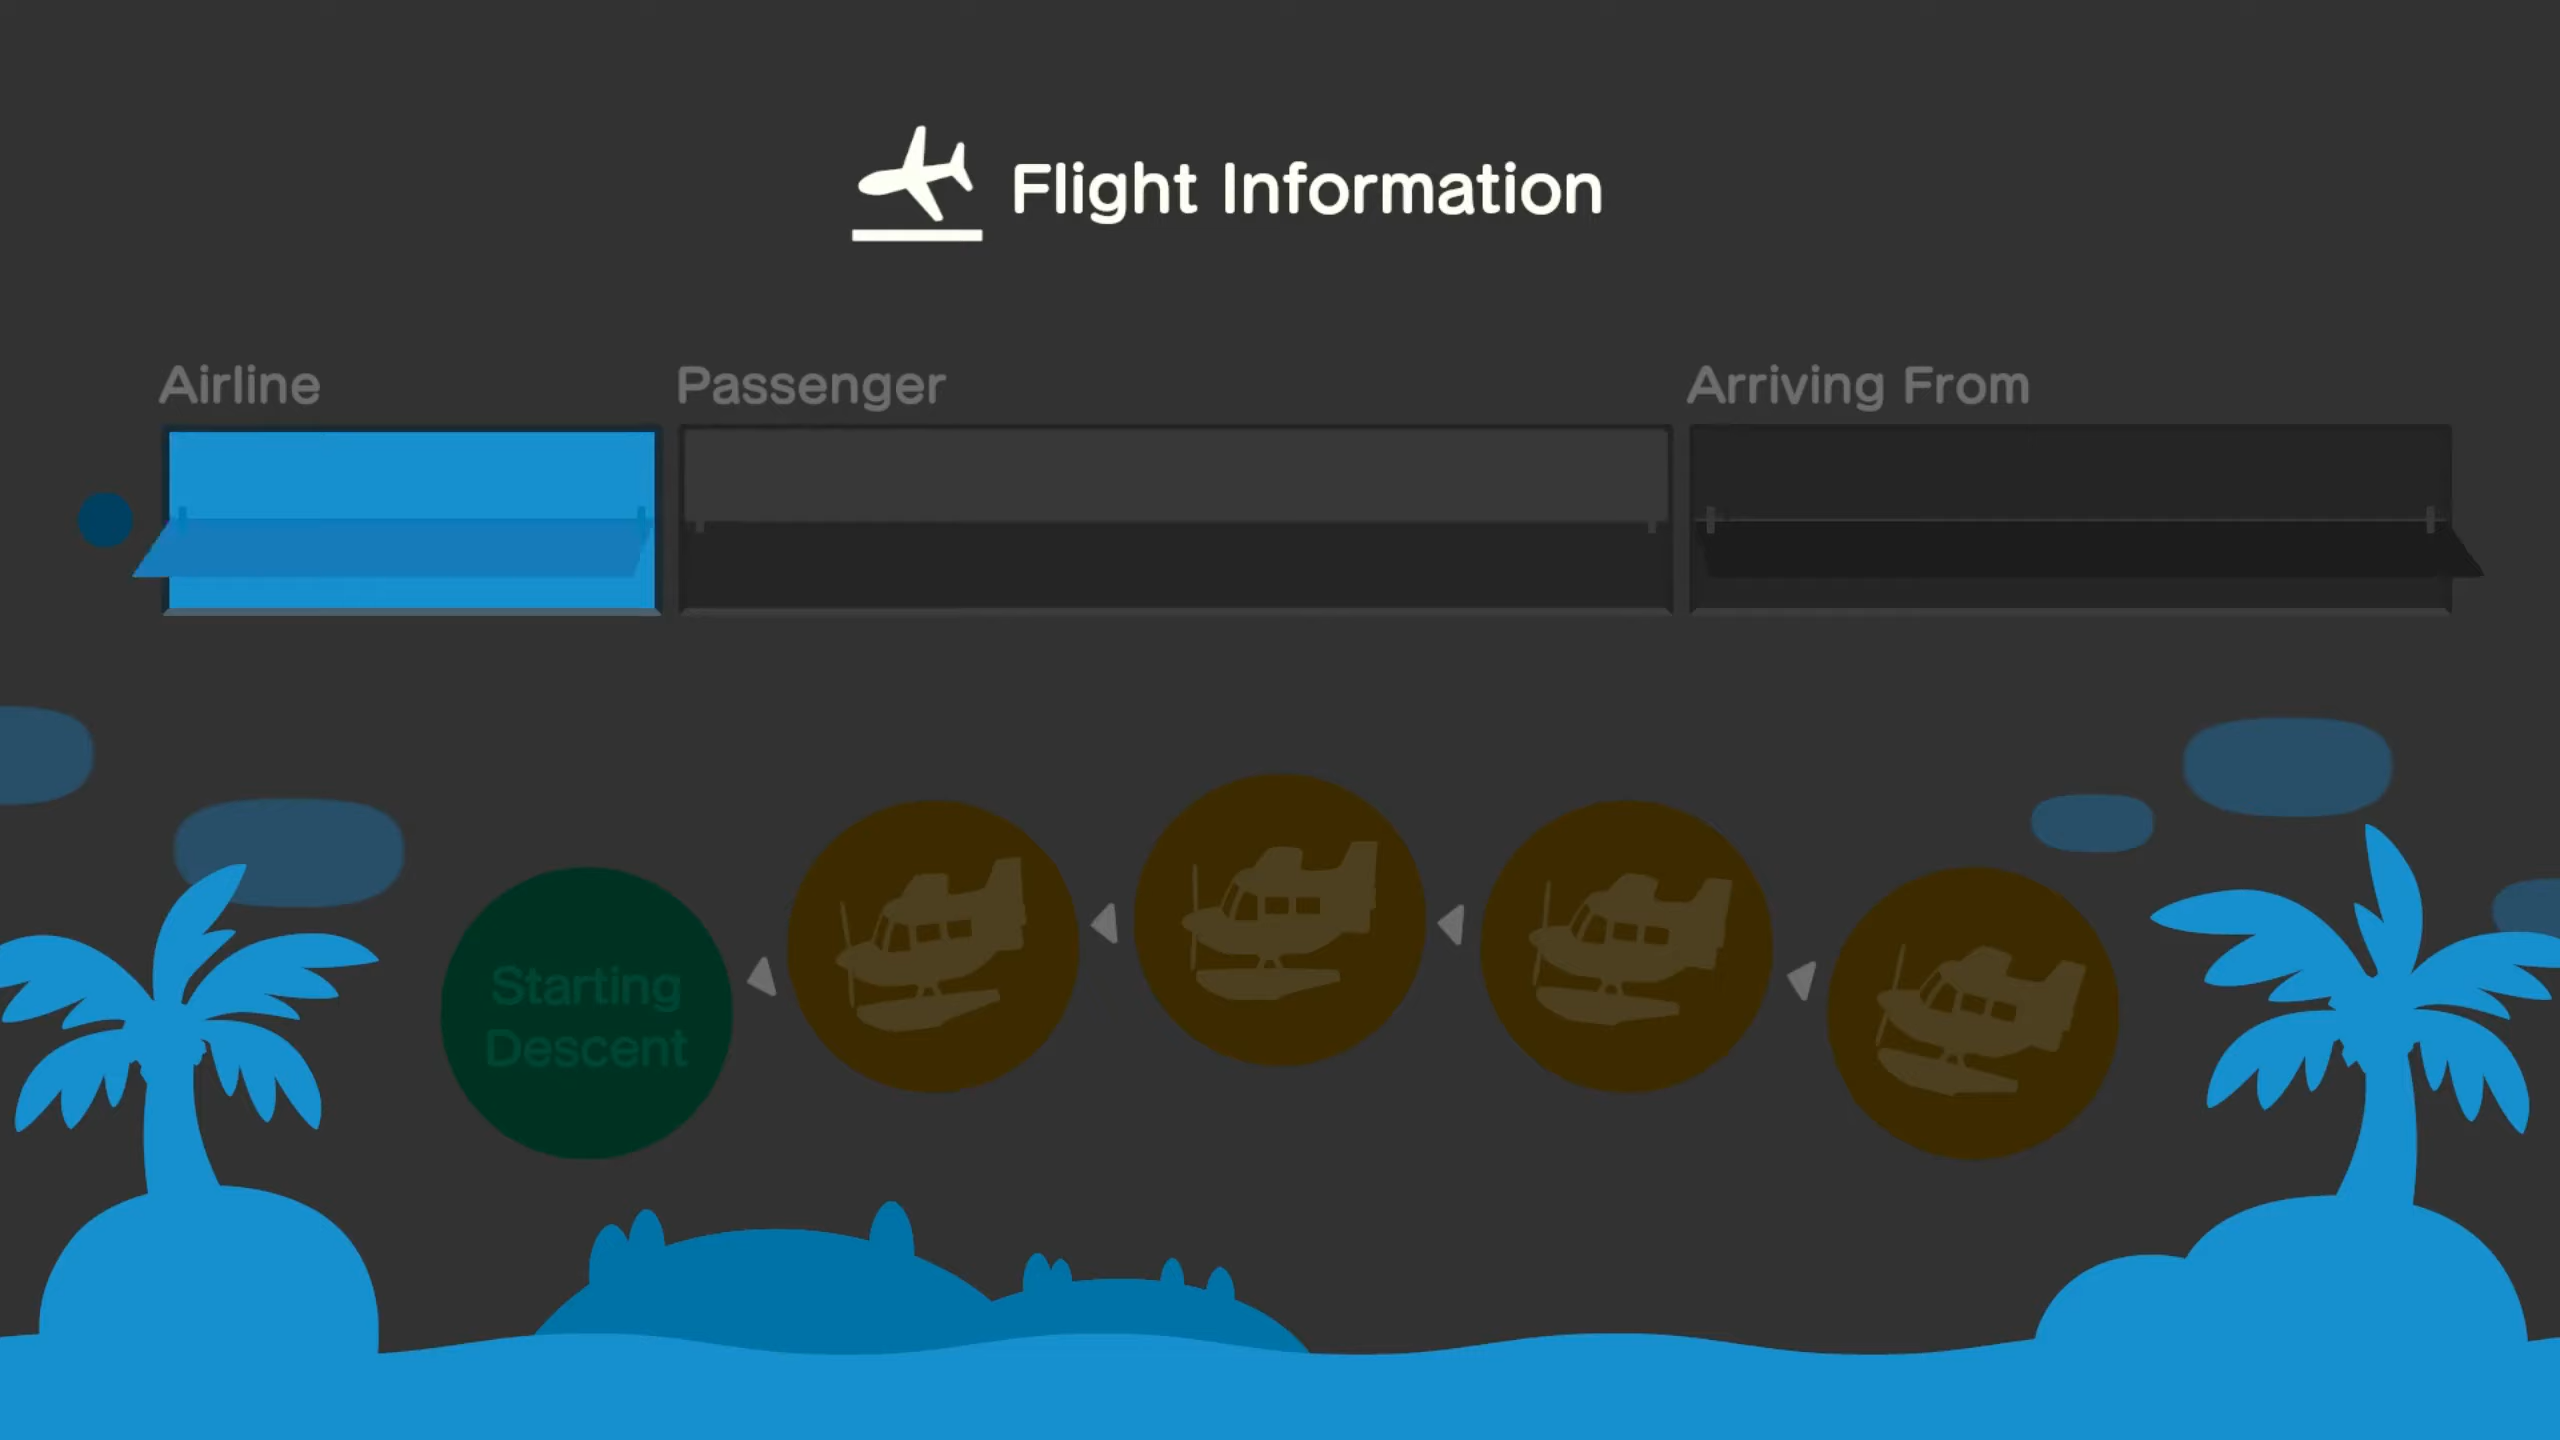 Flight Information
Airline
Passenger
Arriving From
Starting
Descent